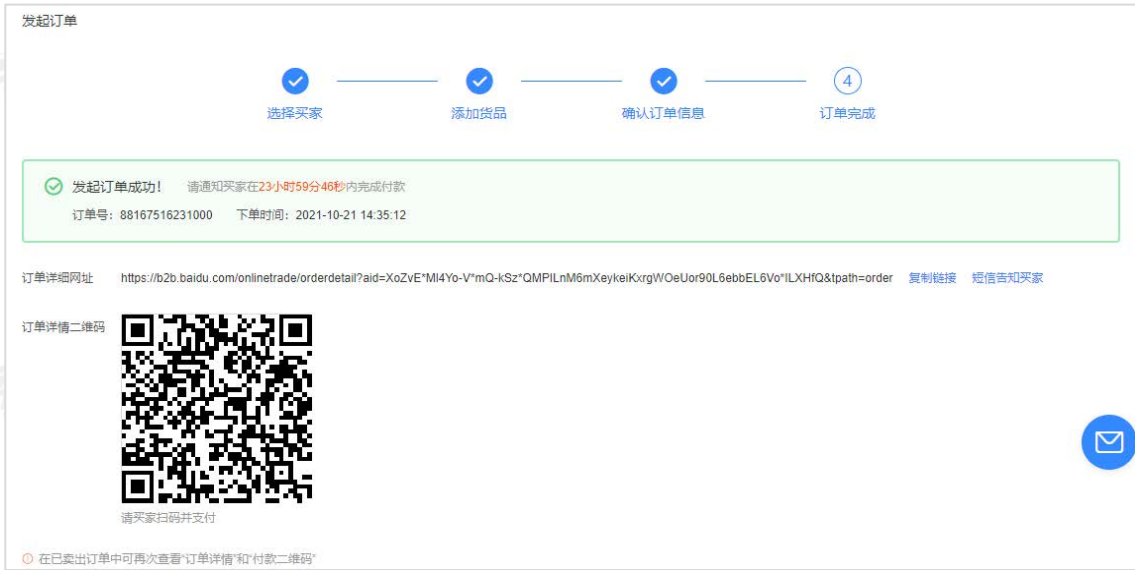 发起订单
4
选择买家
添加货品
确认订单信息
订单完成
发起订单成功！ 请通知买家在23小时59分46秒内完成付款
订单号：88167516231000 下单时间：2021-10-21 14:35:12
订单详细网址 https://b2b.baidu.com/onlinetrade/orderdetail?aid=XoZvE*MI4Yo-V*mQ-kSz*QMPILnM6mXeykeiKxrgWOeUor90L6ebbEL6Vo*ILXHfQ&tpath=order 复制链接 短信告知买家
订单详情二维码
请买家扫码并支付
在已卖出订单中可再次查看“订单详情”和“付款二维码”